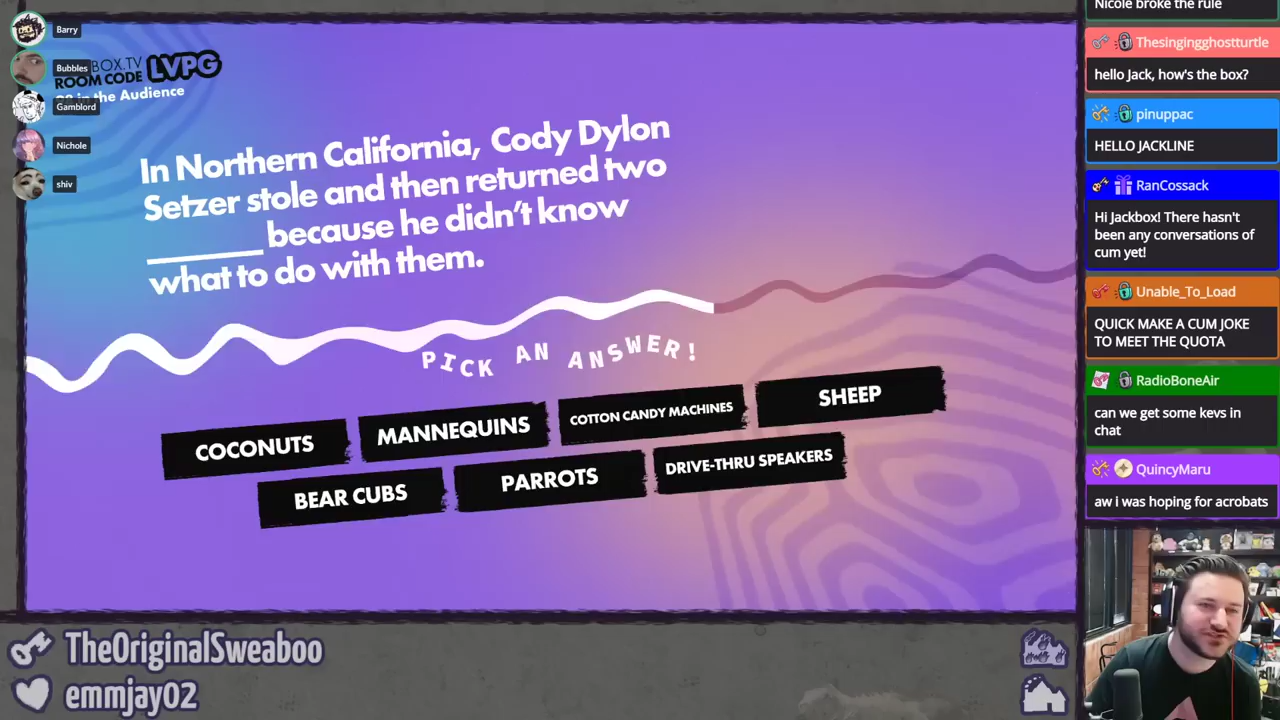 Barry
Bubbles
BOX.TV
ROOM CODE LVPG
in the Audience
Gamblord
Nichole
shiv
In Northern California, Cody Dylon
Setzer stole and then returned two
______ because he didn't know
what to do with them.
PICK AN ANSWER!
COCONUTS
MANNEQUINS
COTTON CANDY MACHINES
SHEEP
BEAR CUBS
PARROTS
DRIVE-THRU SPEAKERS
TheOriginalSweaboo
emmjay02
Nicole broke the rule
Thesingingghostturtle
hello Jack, how's the box?
pinuppac
HELLO JACKLINE
RanCossack
Hi Jackbox! There hasn't
been any conversations of
cum yet!
Unable_To_Load
QUICK MAKE A CUM JOKE
TO MEET THE QUOTA
RadioBoneAir
can we get some kevs in
chat
QuincyMaru
aw i was hoping for acrobats